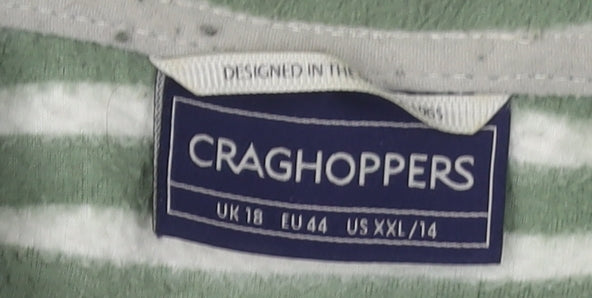 DESIGNED IN THE
CRAGHOPPERS
UK 18 EU 44 US XXL/14